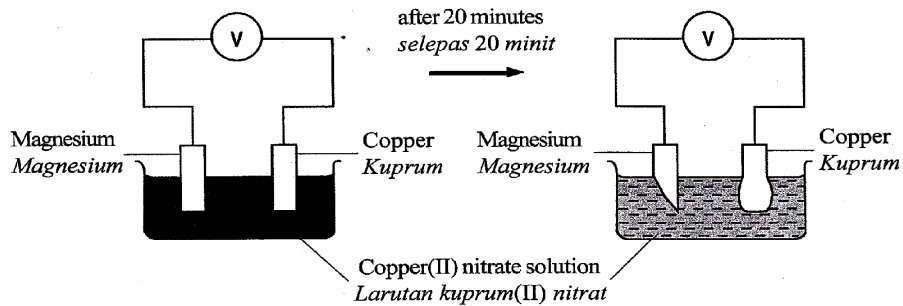 V
after 20 minutes
selepas 20 minit
V
Magnesium
Magnesium
Copper
Kuprum
Magnesium
Magnesium
Copper
Kuprum
Copper(II) nitrate solution
Larutan kuprum(II) nitrat